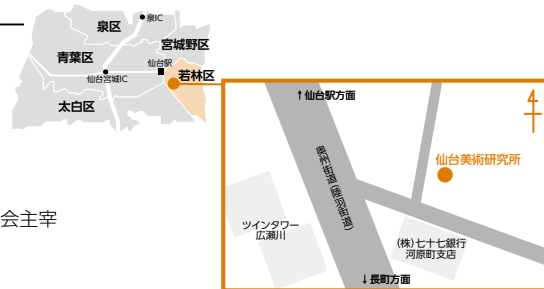 泉区
泉IC
宮城野区
青葉区
仙台駅
仙台宮城IC
若林区
太白区
↑仙台駅方面
4
奥州街道(陸羽街道)
仙台美術研究所
会主宰
ツインタワー
広瀬川
(株)七十七銀行
河原町支店
↓長町方面